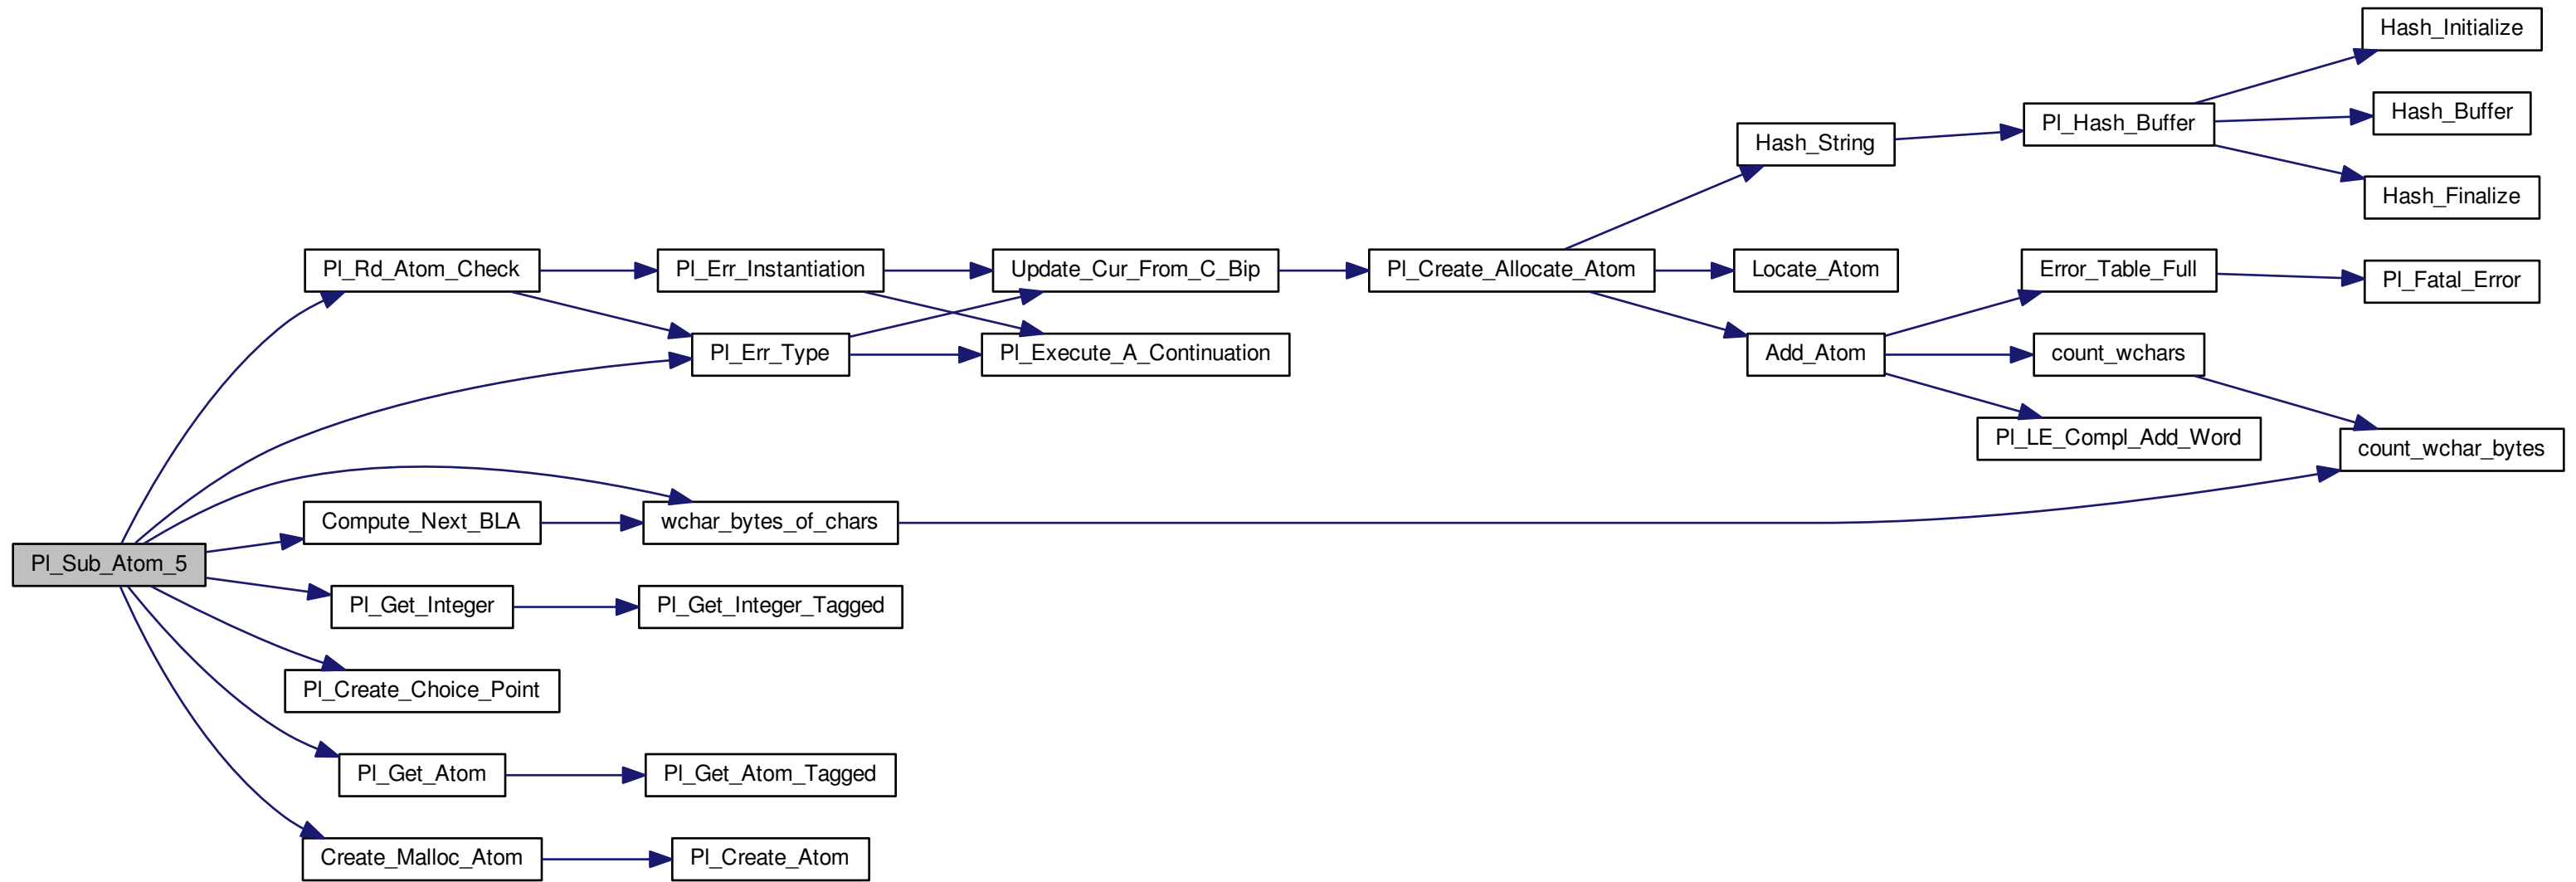 Hash_Initialize
Hash_Buffer
Pl_Hash_Buffer
Hash_String
Hash_Finalize
Pl_Rd_Atom_Check
Pl_Err_Instantiation
Update_Cur_From_C_Bip
Pl_Create_Allocate_Atom
Locate_Atom
Error_Table_Full
Pl_Fatal_Error
Pl_Err_Type
Pl_Execute_A_Continuation
Add_Atom
count_wchars
Pl_LE_Compl_Add_Word
count_wchar_bytes
Compute_Next_BLA
wchar_bytes_of_chars
Pl_Sub_Atom_5
Pl_Get_Integer
Pl_Get_Integer_Tagged
Pl_Create_Choice_Point
Pl_Get_Atom
Pl_Get_Atom_Tagged
Create_Malloc_Atom
Pl_Create_Atom